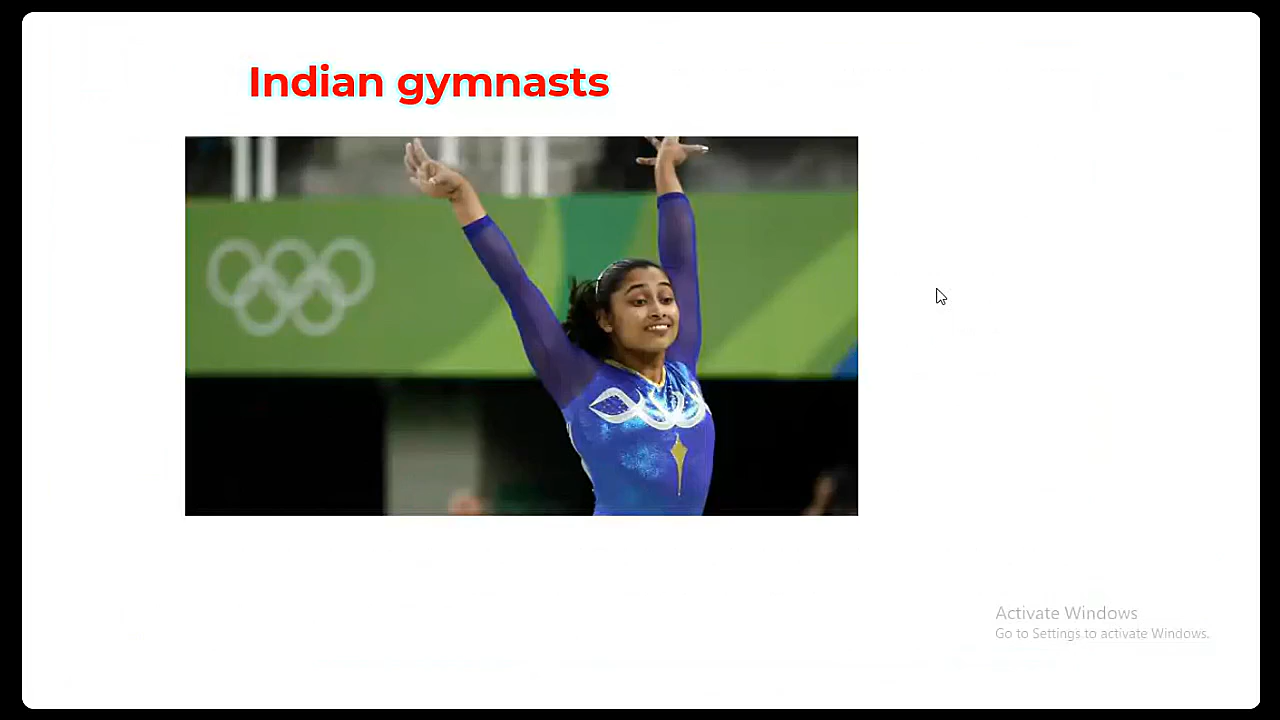 Indian gymnasts
Activate Windows
Go to Settings to activate Windows.